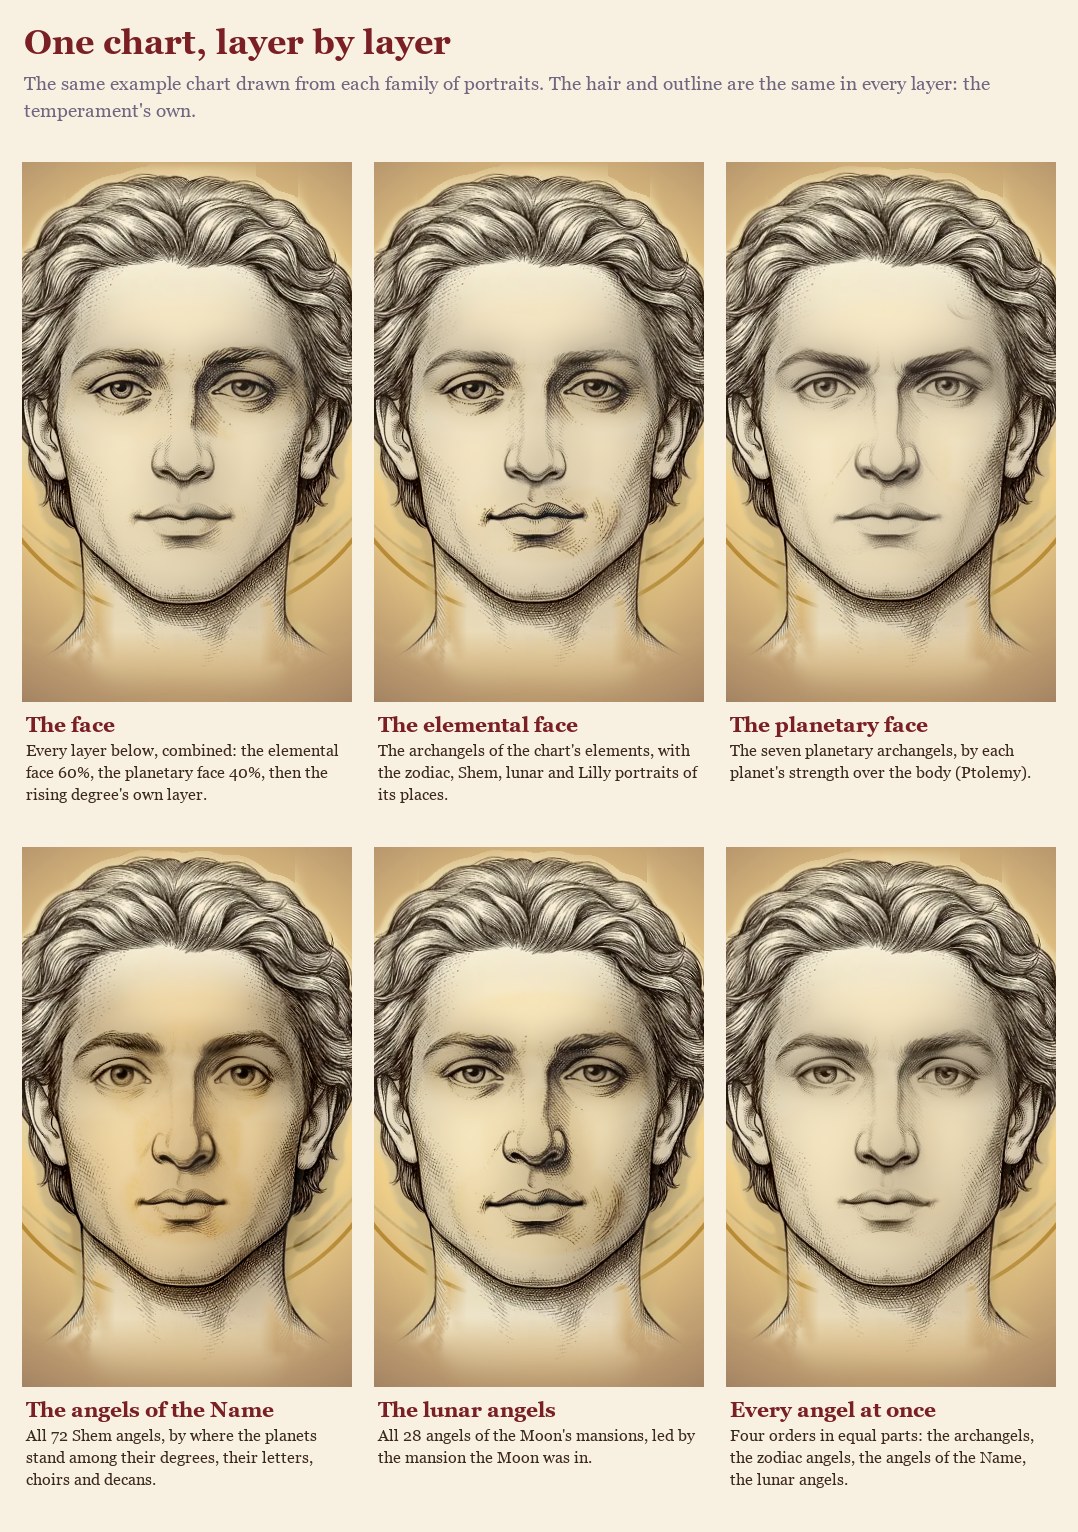 One chart, layer by layer
The same example chart drawn from each family of portraits. The hair and outline are the same in every layer: the
temperament's own.
The face
Every layer below, combined: the elemental
face 60%, the planetary face 40%, then the
rising degree's own layer.
The elemental face
The archangels of the chart's elements, with
the zodiac, Shem, lunar and Lilly portraits of
its places.
The planetary face
The seven planetary archangels, by each
planet's strength over the body (Ptolemy).
The angels of the Name
All 72 Shem angels, by where the planets
stand among their degrees, their letters,
choirs and decans.
The lunar angels
All 28 angels of the Moon's mansions, led by
the mansion the Moon was in.
Every angel at once
Four orders in equal parts: the archangels,
the zodiac angels, the angels of the Name,
the lunar angels.